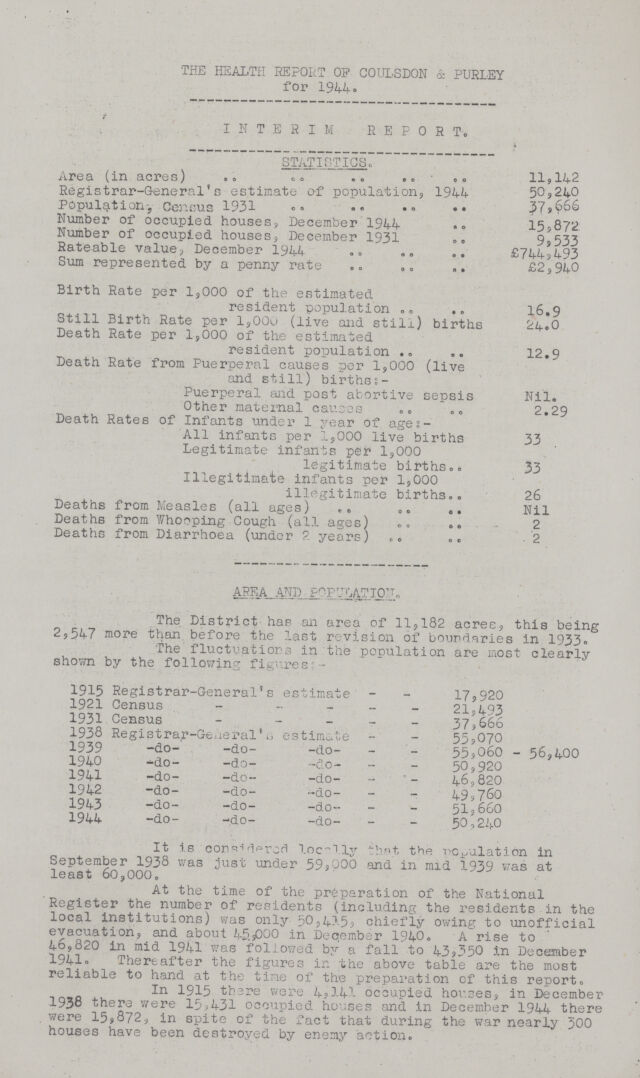 THE HEALTH REPORT OF COULSDON & PURLEY
for 1944.
INTERIM REPORT.
STATISTICS.
Area (in acres) .. .. .. .. .. 11,142
Registrar-General's estimate of population, 1944 50,240
Population, Census 1931 .. .. .. .. 37,666
Number of occupied houses, December 1944 .. 15,872
Number of occupied houses, December 1931 .. 9,533
Rateable value, December 1944 .. .. .. £744,493
Sum represented by a penny rate .. .. .. £2,940
Birth Rate per 1,000 of the estimated
resident population .. .. 16.9
Still Birth Rate per 1,000 (live and still) births 24.0
Death Rate per 1,000 of the estimated
resident population .. .. 12.9
Death Rate from Puerperal causes per 1,000 (live
and still) births:-
Puerperal and post abortive sepsis Nil.
Other maternal causes .. .. 2.29
Death Rates of Infants under 1 year of age:-
All infants per 1,000 live births 33
Legitimate infants per 1,000
legitimate births.. 33
Illegitimate infants per 1,000
illegitimate births.. 26
Deaths from Measles (all ages) .. .. .. Nil
Deaths from Whooping Cough (all ages) .. .. 2
Deaths from Diarrhoea (under 2 years) .. .. 2
AREA AND POPULATION.
The District has an area of 11,182 acres, this being
2,547 more than before the last revision of boundaries in 1933.
The fluctuations in the population are most clearly
shown by the following figures:-
1915 Registrar-General's estimate - - 17,920
1921 Census - - - - - 21,493
1931 Census - - - - - 37,666
1938 Registrar-General's estimate - - 55,070
1939 -do- -do- -do- - - 55,060 - 56,400
1940 -do- -do- -do- - - 50,920
1941 -do- -do- -do- - - 46,820
1942 -do- -do- -do- - - 49,760
1943 -do- -do- -do- - - 51,660
1944 -do- -do- -do- - - 50,240
It is considered locally that the population in
September 1938 was just under 59,000 and in mid 1939 was at
least 60,000.
At the time of the preparation of the National
Register the number of residents (including the residents in the
local institutions) was only 50,415, chiefly owing to unofficial
evacuation, and about 45,000 in December 1940. A rise to
46,820 in mid 1941 was followed by a fall to 43,350 in December
1941. Thereafter the figures in the above table are the most
reliable to hand at the time of the preparation of this report.
In 1915 there were 4,141 occupied houses, in December
1938 there were 15,431 occupied houses and in December 1944 there
were 15,872, in spite of the fact that during the war nearly 300
houses have been destroyed by enemy action.